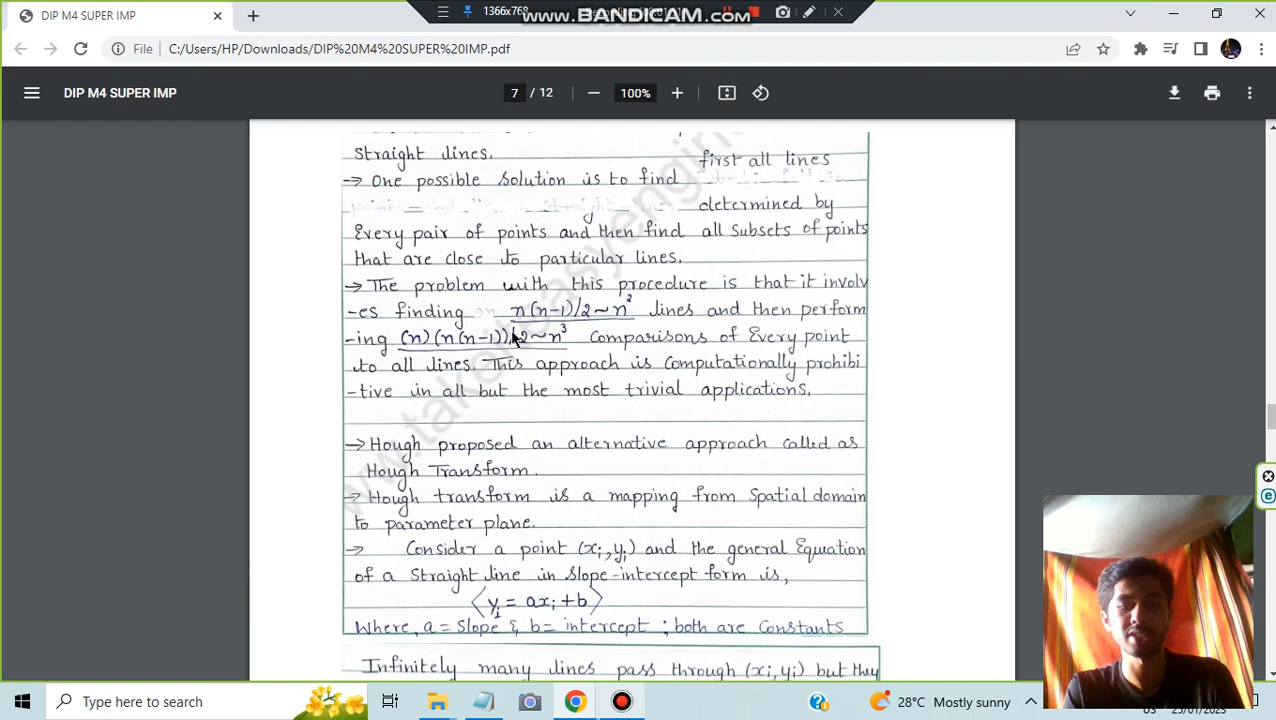 DIP M4 SUPER IMP
1366x768
www.BANDICAM.com
File C:/Users/HP/Downloads/DIP%20M4%20SUPER%20IMP.pdf
DIP M4 SUPER IMP
7 / 12
100%
straight lines.
→ One possible solution is to find first all lines
determined by
Every pair of points and then find all subsets of points
that are close to particular lines.
→ The problem with this procedure is that it involv
-es finding n(n-1)/2 ~ n² lines and then perform
-ing (n)(n(n-1))/2 ~ n³ Comparisons of Every point
to all lines. This approach is computationally prohibi
-tive in all but the most trivial applications.
→ Hough proposed an alternative approach called as
Hough Transform.
→ Hough transform is a mapping from Spatial domain
to parameter plane.
→ Consider a point (xi, yi) and the general Equation
of a straight line in slope-intercept form is,
⟨yi = axi + b⟩
Where, a = slope & b = intercept ; both are Constants
Infinitely many lines pass through (xi, yi) but they
www.takeiteasyengin
Type here to search
28°C Mostly sunny
25/01/2023